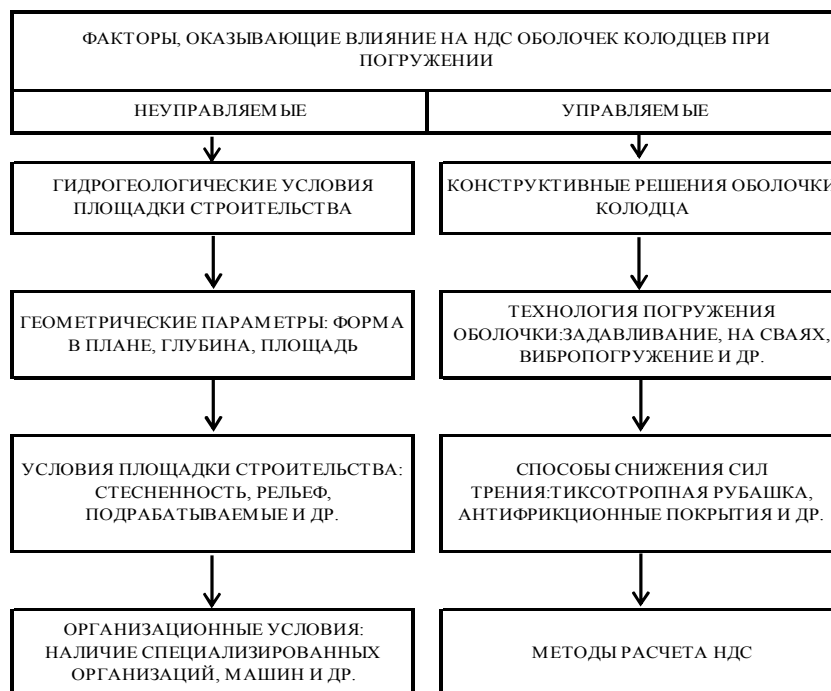 ФАКТОРЫ, ОКАЗЫВАЮЩИЕ ВЛИЯНИЕ НА НДС ОБОЛОЧЕК КОЛОДЦЕВ ПРИ
ПОГРУЖЕНИИ
НЕУПРАВЛЯЕМЫЕ
УПРАВЛЯЕМЫЕ
ГИДРОГЕОЛОГИЧЕСКИЕ УСЛОВИЯ
ПЛОЩАДКИ СТРОИТЕЛЬСТВА
КОНСТРУКТИВНЫЕ РЕШЕНИЯ ОБОЛОЧКИ
КОЛОДЦА
ГЕОМЕТРИЧЕСКИЕ ПАРАМЕТРЫ: ФОРМА
В ПЛАНЕ, ГЛУБИНА, ПЛОЩАДЬ
ТЕХНОЛОГИЯ ПОГРУЖЕНИЯ
ОБОЛОЧКИ:ЗАДАВЛИВАНИЕ, НА СВАЯХ,
ВИБРОПОГРУЖЕНИЕ И ДР.
УСЛОВИЯ ПЛОЩАДКИ СТРОИТЕЛЬСТВА:
СТЕСНЕННОСТЬ, РЕЛЬЕФ,
ПОДРАБАТЫВАЕМЫЕ И ДР.
СПОСОБЫ СНИЖЕНИЯ СИЛ
ТРЕНИЯ:ТИКСОТРОПНАЯ РУБАШКА,
АНТИФРИКЦИОННЫЕ ПОКРЫТИЯ И ДР.
ОРГАНИЗАЦИОННЫЕ УСЛОВИЯ:
НАЛИЧИЕ СПЕЦИАЛИЗИРОВАННЫХ
ОРГАНИЗАЦИЙ, МАШИН И ДР.
МЕТОДЫ РАСЧЕТА НДС